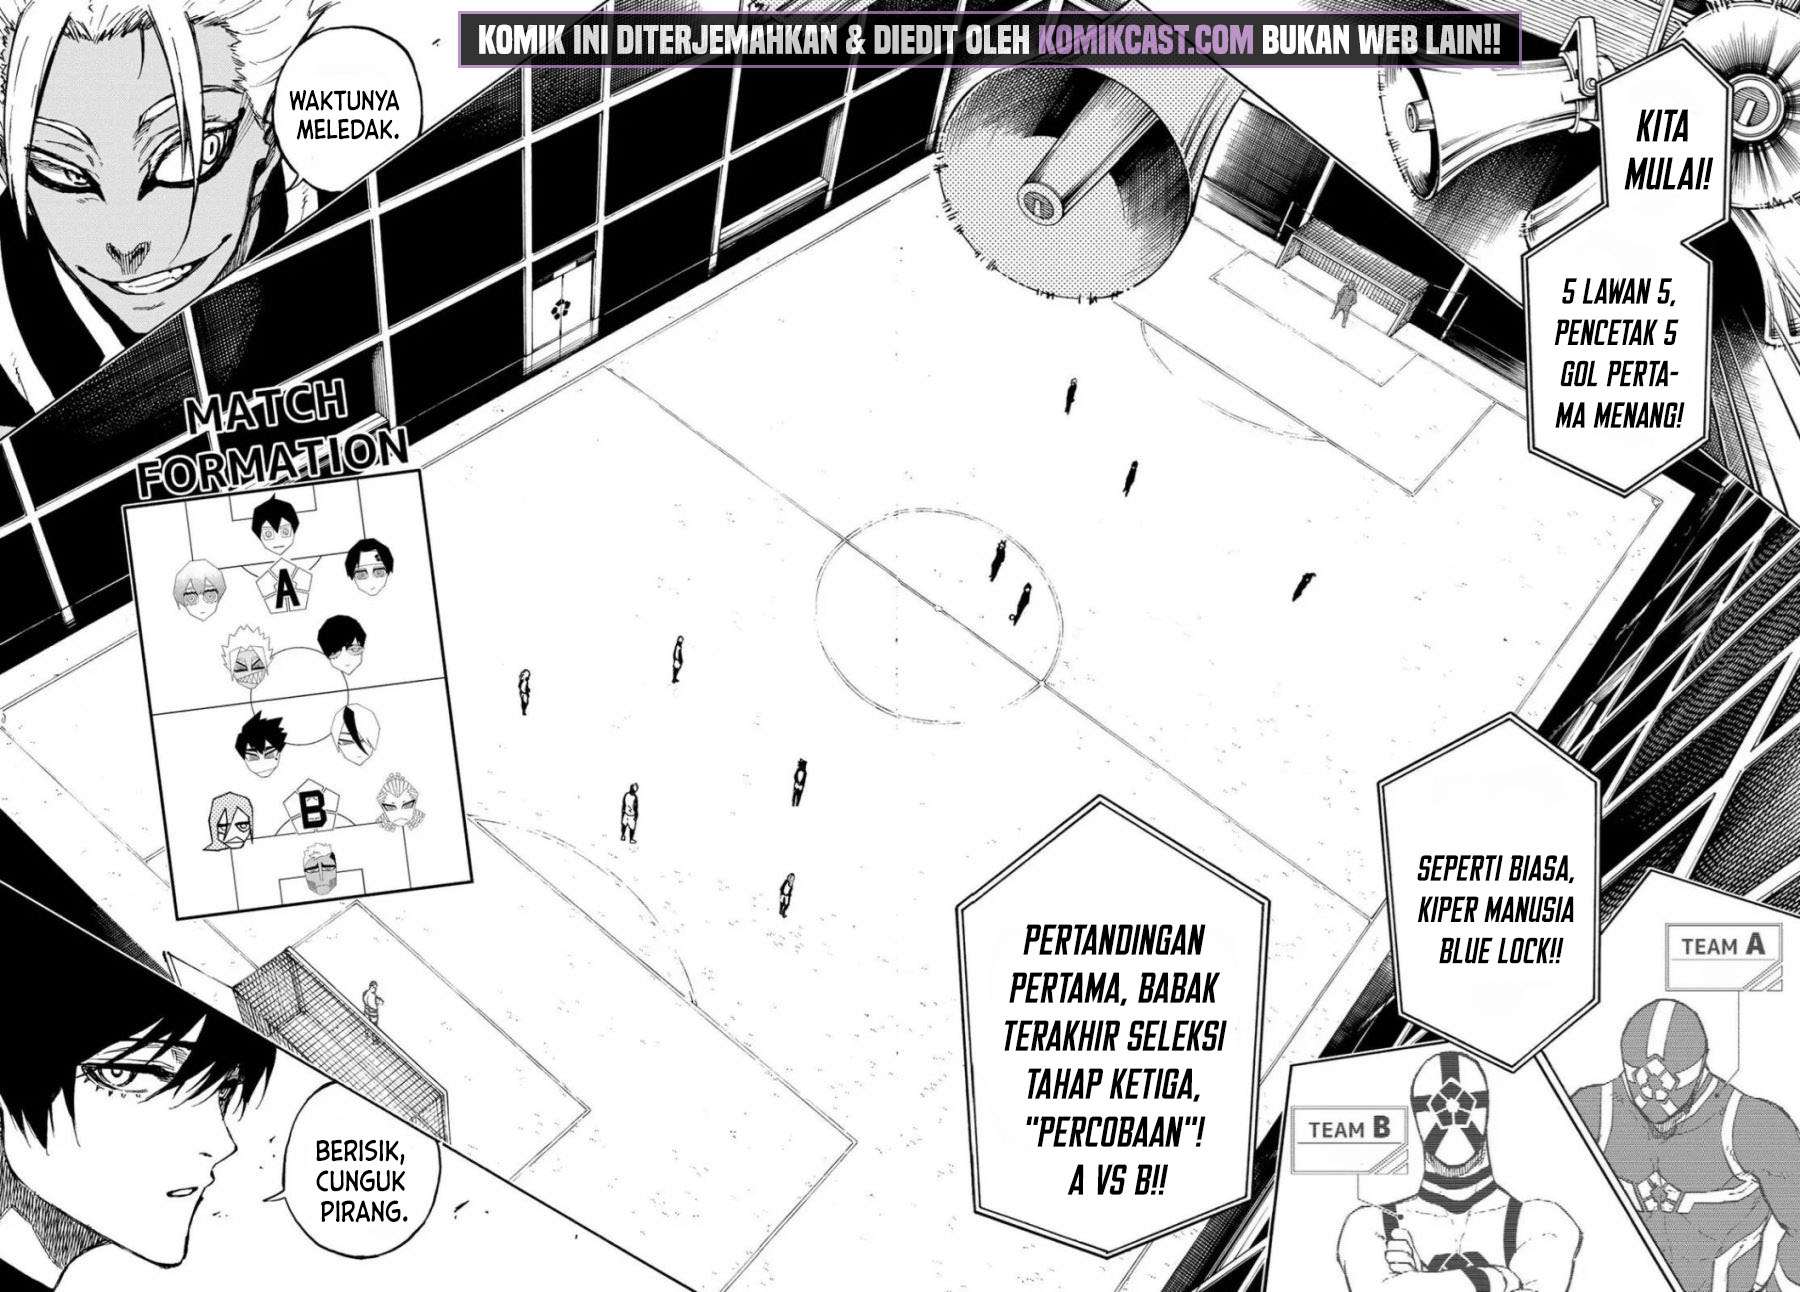 KOMIK INI DITERJEMAHKAN & DIEDIT OLEH KOMIKCAST.COM BUKAN WEB LAIN!!
KITA
MULAI!
5 LAWAN 5,
PENCETAK 5
GOL PERTA-
MA MENANG!
WAKTUNYA
MELEDAK.
MATCH
FORMATION
A
B
SEPERTI BIASA,
KIPER MANUSIA
BLUE LOCK!!
TEAM A
TEAM B
PERTANDINGAN
PERTAMA, BABAK
TERAKHIR SELEKSI
TAHAP KETIGA,
"PERCOBAAN"!
A VS B!!
BERISIK,
CUNGUK
PIRANG.